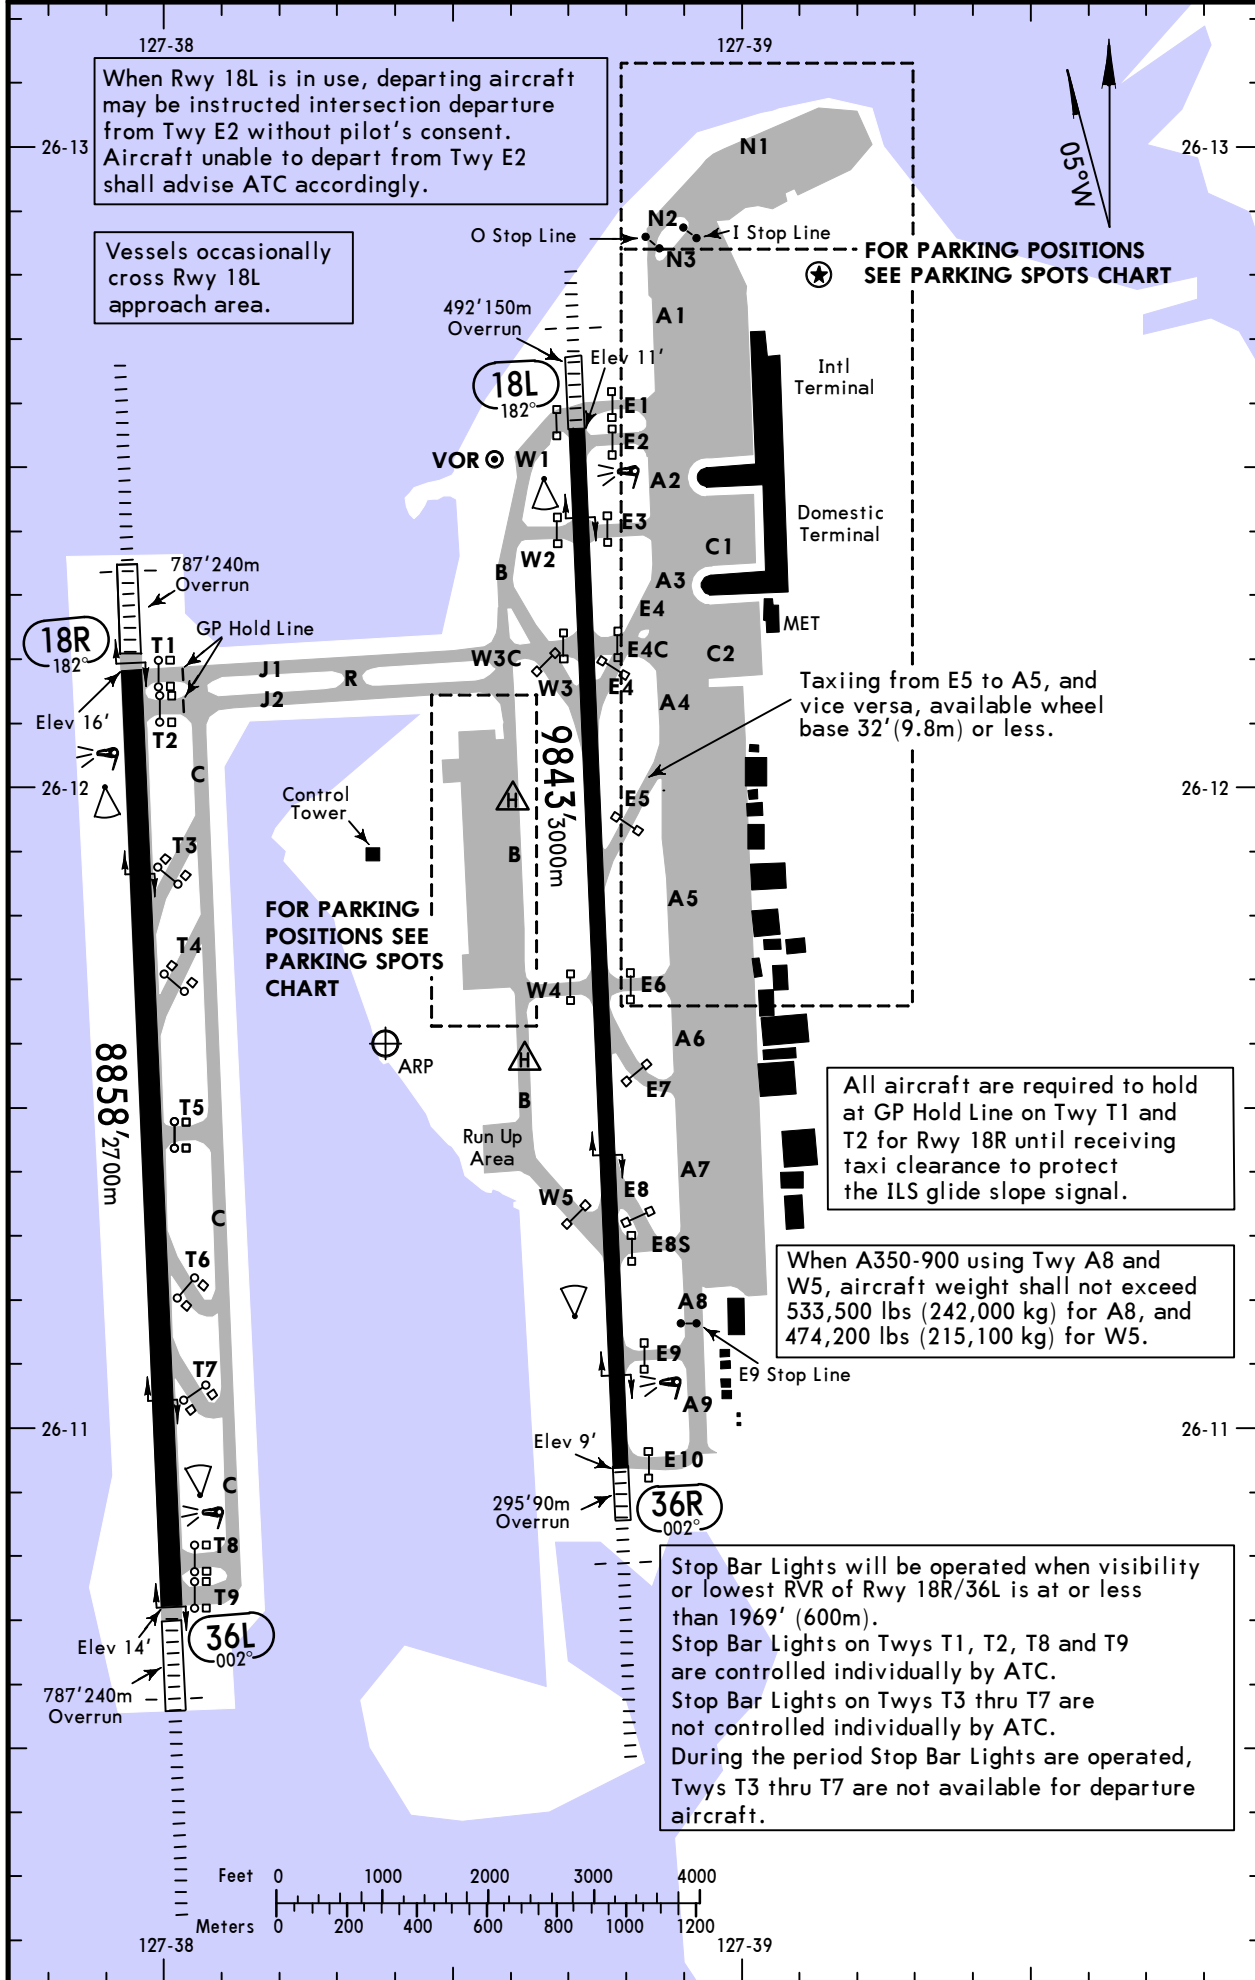 127-38
127-39
When Rwy 18L is in use, departing aircraft
may be instructed intersection departure
from Twy E2 without pilot's consent.
Aircraft unable to depart from Twy E2
shall advise ATC accordingly.
26-13
26-13
N1
05°W
Vessels occasionally
cross Rwy 18L
approach area.
N2
O Stop Line
I Stop Line
N3
FOR PARKING POSITIONS
SEE PARKING SPOTS CHART
492'150m
Overrun
A1
Elev 11'
18L
182°
Intl
Terminal
E1
E2
VOR
W1
A2
Domestic
Terminal
E3
W2
C1
787'240m
Overrun
B
A3
E4
MET
GP Hold Line
18R
182°
T1
J1
R
J2
W3C
W3
E4C
E4
C2
A4
Taxiing from E5 to A5, and
vice versa, available wheel
base 32'(9.8m) or less.
Elev 16'
T2
C
26-12
26-12
Control
Tower
H
9843'3000m
E5
B
T3
A5
FOR PARKING
POSITIONS SEE
PARKING SPOTS
CHART
T4
W4
E6
8858'2700m
ARP
H
A6
E7
B
T5
All aircraft are required to hold
at GP Hold Line on Twy T1 and
T2 for Rwy 18R until receiving
taxi clearance to protect
the ILS glide slope signal.
Run Up
Area
A7
W5
E8
C
E8S
T6
When A350-900 using Twy A8 and
W5, aircraft weight shall not exceed
533,500 lbs (242,000 kg) for A8, and
474,200 lbs (215,100 kg) for W5.
A8
E9
E9 Stop Line
T7
A9
26-11
26-11
Elev 9'
E10
C
295'90m
Overrun
36R
002°
T8
Stop Bar Lights will be operated when visibility
or lowest RVR of Rwy 18R/36L is at or less
than 1969' (600m).
Stop Bar Lights on Twys T1, T2, T8 and T9
are controlled individually by ATC.
Stop Bar Lights on Twys T3 thru T7 are
not controlled individually by ATC.
During the period Stop Bar Lights are operated,
Twys T3 thru T7 are not available for departure
aircraft.
T9
Elev 14'
36L
002°
787'240m
Overrun
Feet 0 1000 2000 3000 4000
Meters 0 200 400 600 800 1000 1200
127-38
127-39